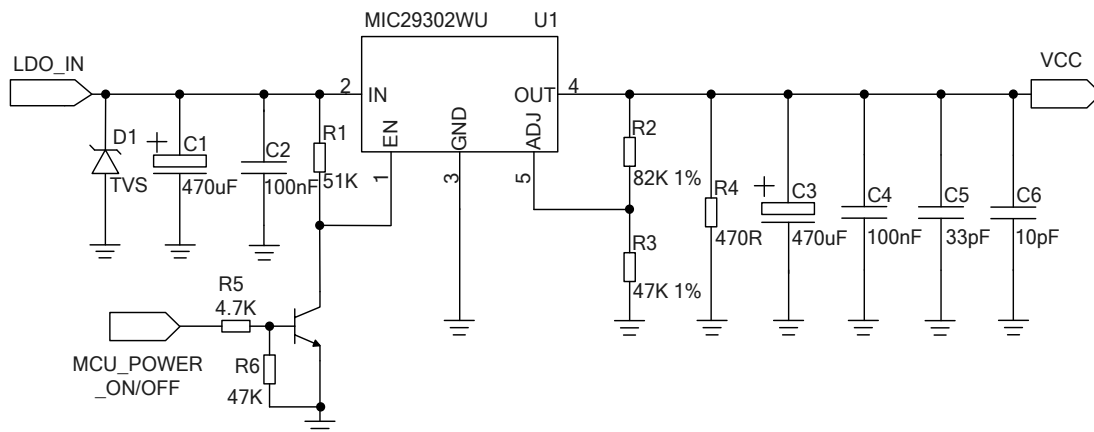 MIC29302WU U1
LDO_IN
VCC
2
IN
OUT
4
EN
GND
ADJ
1
3
5
D1
TVS
+
C1
470uF
C2
100nF
R1
51K
R2
82K 1%
R3
47K 1%
R4
470R
+
C3
470uF
C4
100nF
C5
33pF
C6
10pF
R5
4.7K
MCU_POWER
_ON/OFF
R6
47K